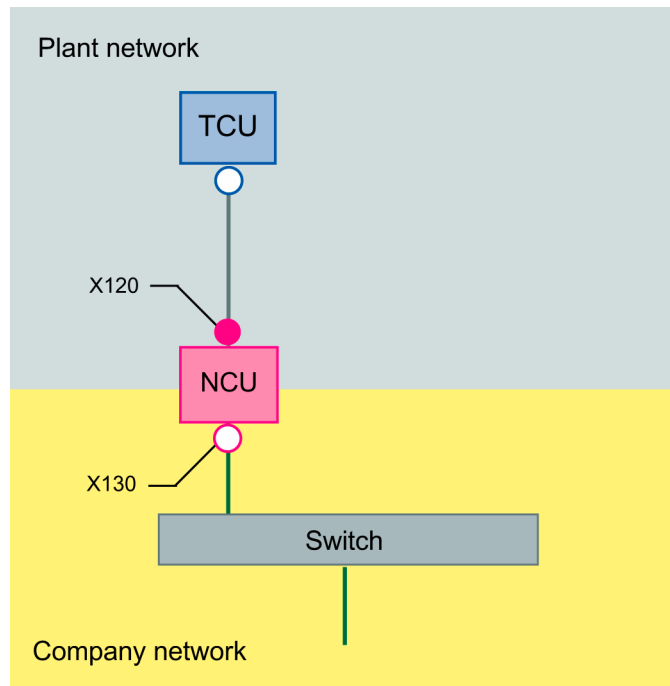 Plant network
TCU
X120
NCU
X130
Switch
Company network